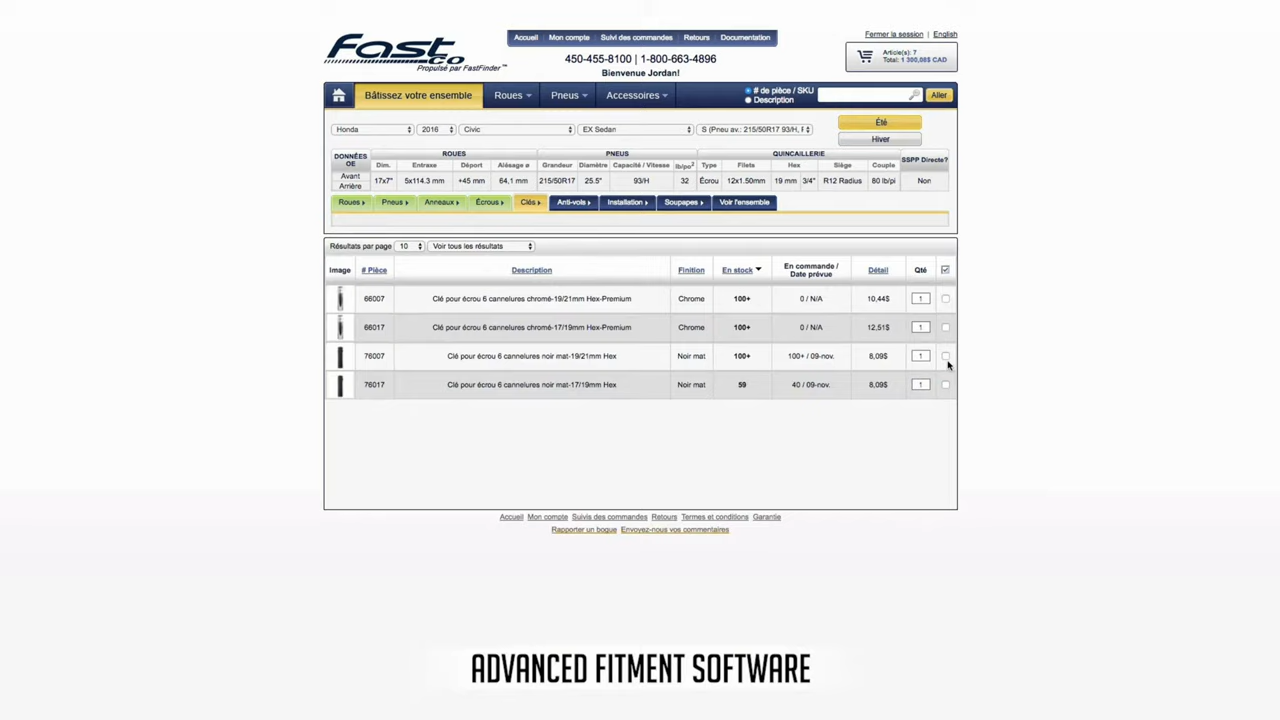 Fast co
Propulsé par FastFinder™
Accueil Mon compte Suivi des commandes Retours Documentation
450-455-8100 | 1-800-663-4896
Bienvenue Jordan!
Fermer la session | English
Article(s): 7
Total: 1 300,08$ CAD
Bâtissez votre ensemble Roues Pneus Accessoires
# de pièce / SKU
Description
Aller
Honda 2016 Civic EX Sedan S (Pneu av.: 215/50R17 93/H, F
Été
Hiver
DONNÉES OE ROUES PNEUS QUINCAILLERIE SSPP Directe?
Dim. Entraxe Déport Alésage ø Grandeur Diamètre Capacité / Vitesse lb/po² Type Filets Hex Siège Couple
Avant
Arrière
17x7" 5x114.3 mm +45 mm 64,1 mm 215/50R17 25.5" 93/H 32 Écrou 12x1.50mm 19 mm 3/4" R12 Radius 80 lb/pi Non
Roues Pneus Anneaux Écrous Clés Anti-vols Installation Soupapes Voir l'ensemble
Résultats par page 10 Voir tous les résultats
Image # Pièce Description Finition En stock En commande / Date prévue Détail Qté
66007 Clé pour écrou 6 cannelures chromé-19/21mm Hex-Premium Chrome 100+ 0 / N/A 10,44$ 1
66017 Clé pour écrou 6 cannelures chromé-17/19mm Hex-Premium Chrome 100+ 0 / N/A 12,51$ 1
76007 Clé pour écrou 6 cannelures noir mat-19/21mm Hex Noir mat 100+ 100+ / 09-nov. 8,09$ 1
76017 Clé pour écrou 6 cannelures noir mat-17/19mm Hex Noir mat 59 40 / 09-nov. 8,09$ 1
Accueil Mon compte Suivis des commandes Retours Termes et conditions Garantie
Rapporter un bogue Envoyez-nous vos commentaires
ADVANCED FITMENT SOFTWARE